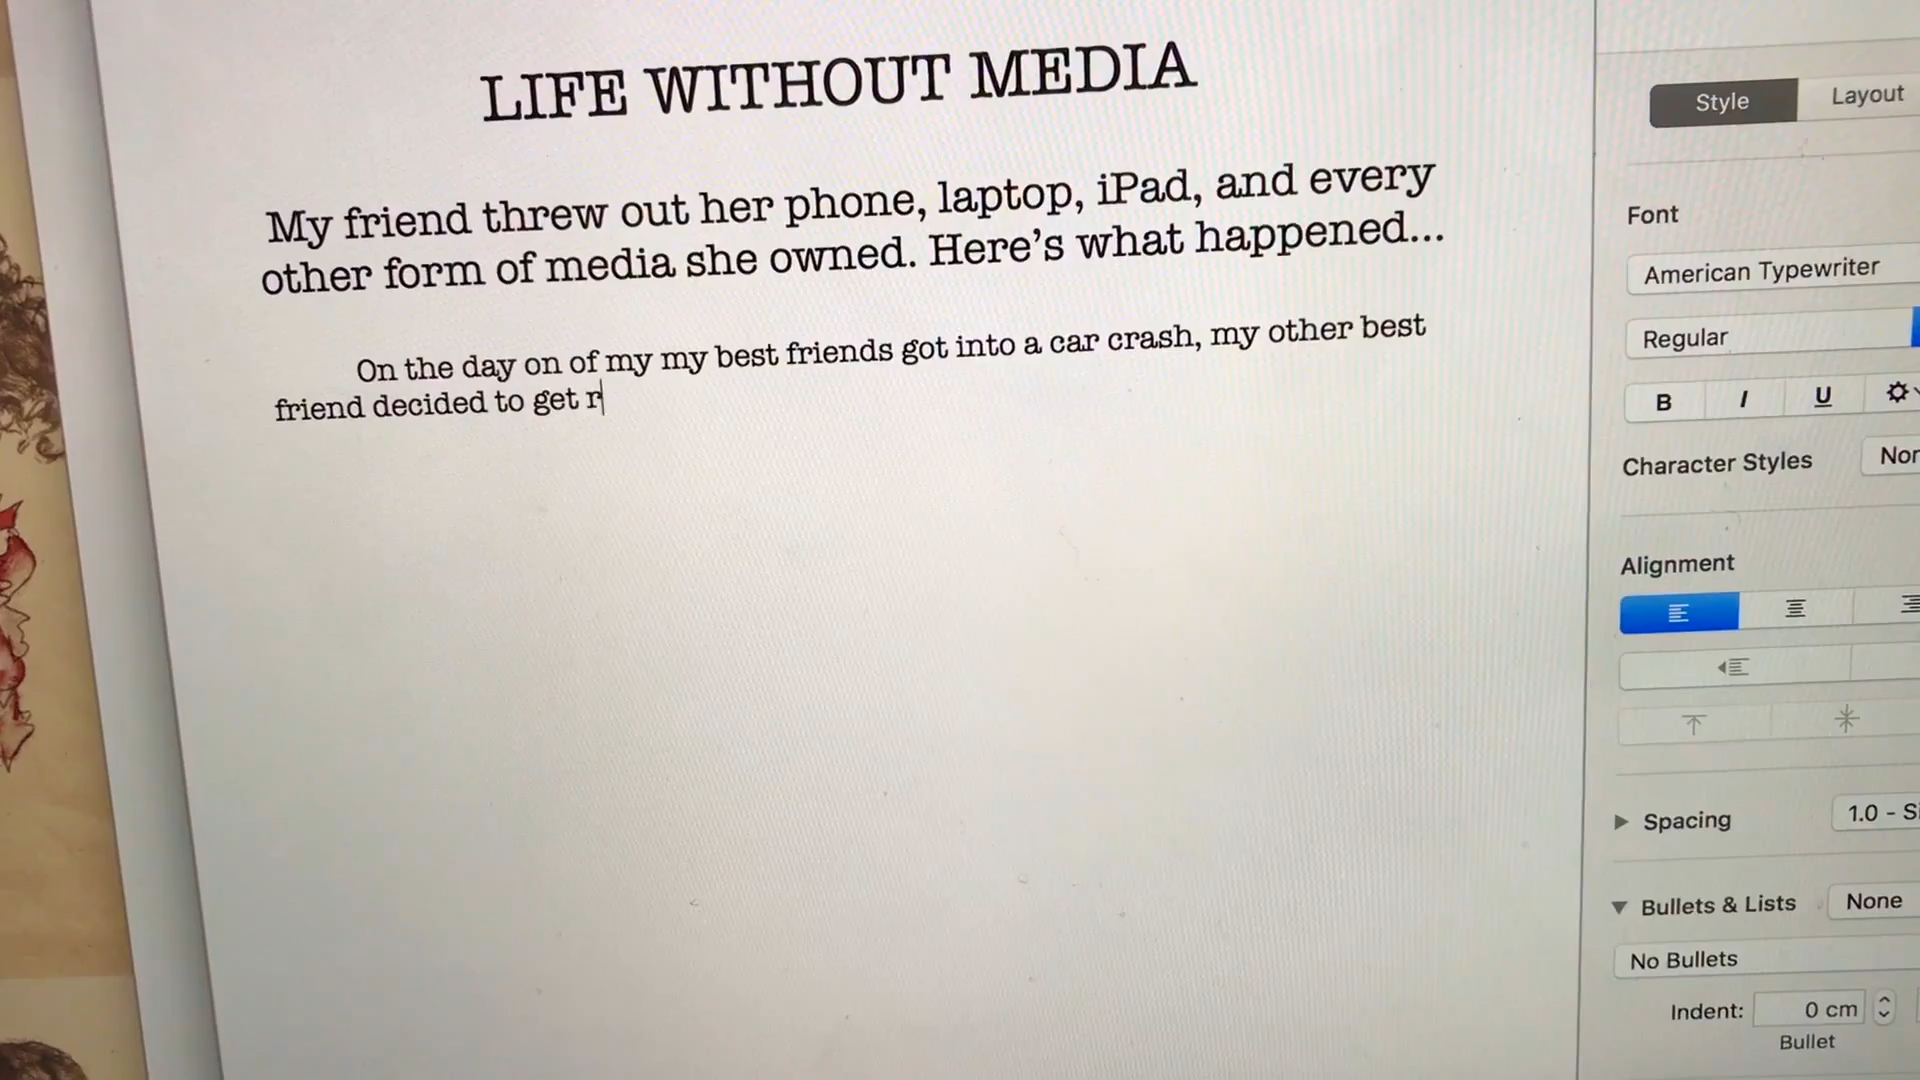 LIFE WITHOUT MEDIA
My friend threw out her phone, laptop, iPad, and every
other form of media she owned. Here's what happened...
On the day on of my my best friends got into a car crash, my other best
friend decided to get r
Style Layout
Font
American Typewriter
Regular
B I U
Character Styles
Alignment
Spacing 1.0
Bullets & Lists None
No Bullets
Indent: 0 cm
Bullet